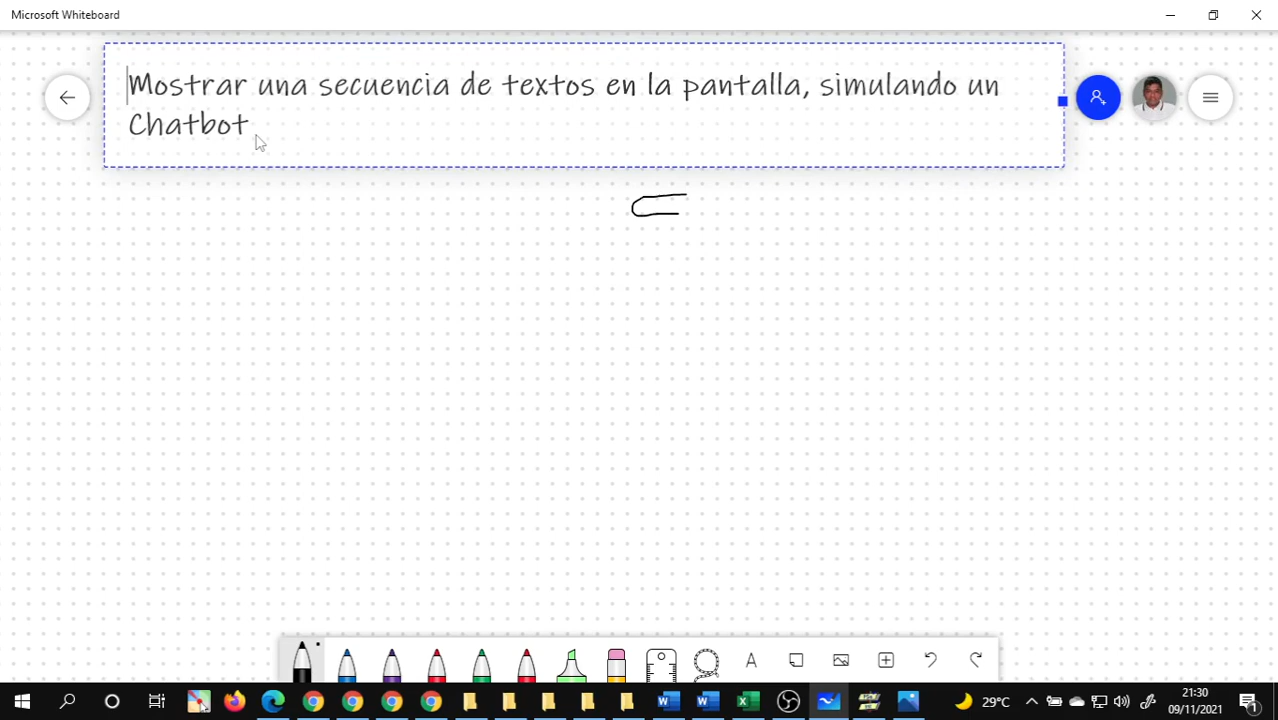 Microsoft Whiteboard
Mostrar una secuencia de textos en la pantalla, simulando un
Chatbot
A
29°C
21:30
09/11/2021
1